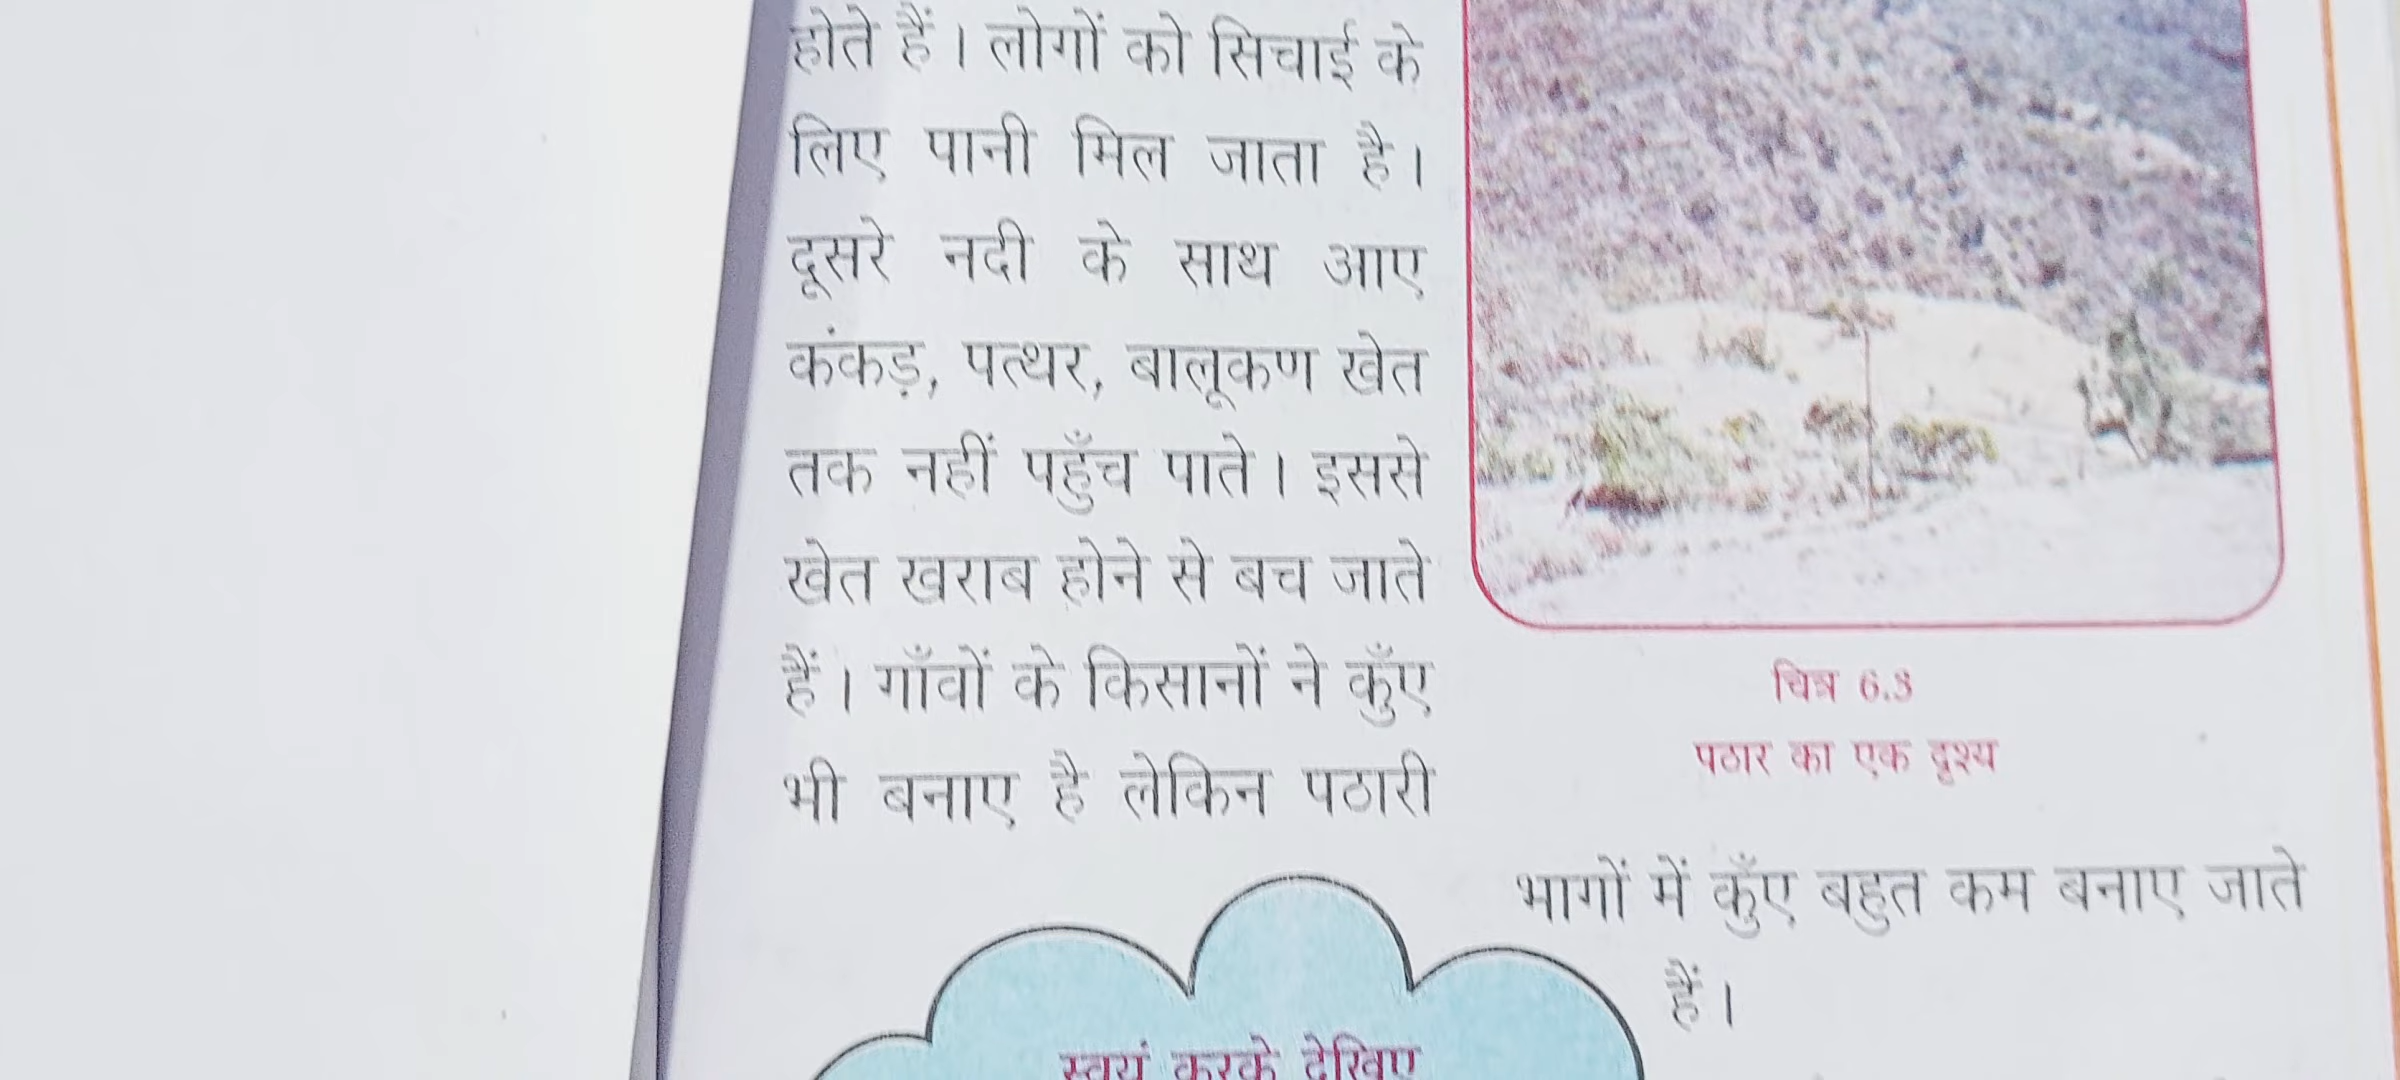 होते हैं। लोगों को सिचाई के
लिए पानी मिल जाता है।
दूसरे नदी के साथ आए
कंकड़, पत्थर, बालूकण खेत
तक नहीं पहुँच पाते। इससे
खेत खराब होने से बच जाते
हैं। गाँवों के किसानों ने कुँए
भी बनाए है लेकिन पठारी
चित्र 6.3
पठार का एक दृश्य
भागों में कुँए बहुत कम बनाए जाते
हैं।
स्वयं करके देखिए